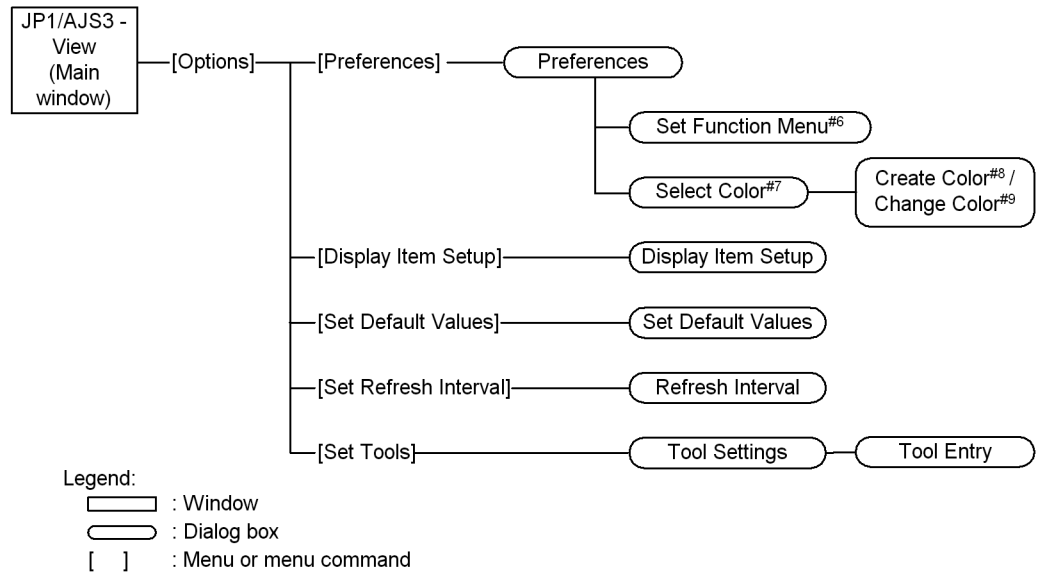 JP1/AJS3 -
View
(Main
window)
[Options]
[Preferences]
Preferences
Set Function Menu#6
Select Color#7
Create Color#8 /
Change Color#9
[Display Item Setup]
Display Item Setup
[Set Default Values]
Set Default Values
[Set Refresh Interval]
Refresh Interval
[Set Tools]
Tool Settings
Tool Entry
Legend:
: Window
: Dialog box
[ ] : Menu or menu command